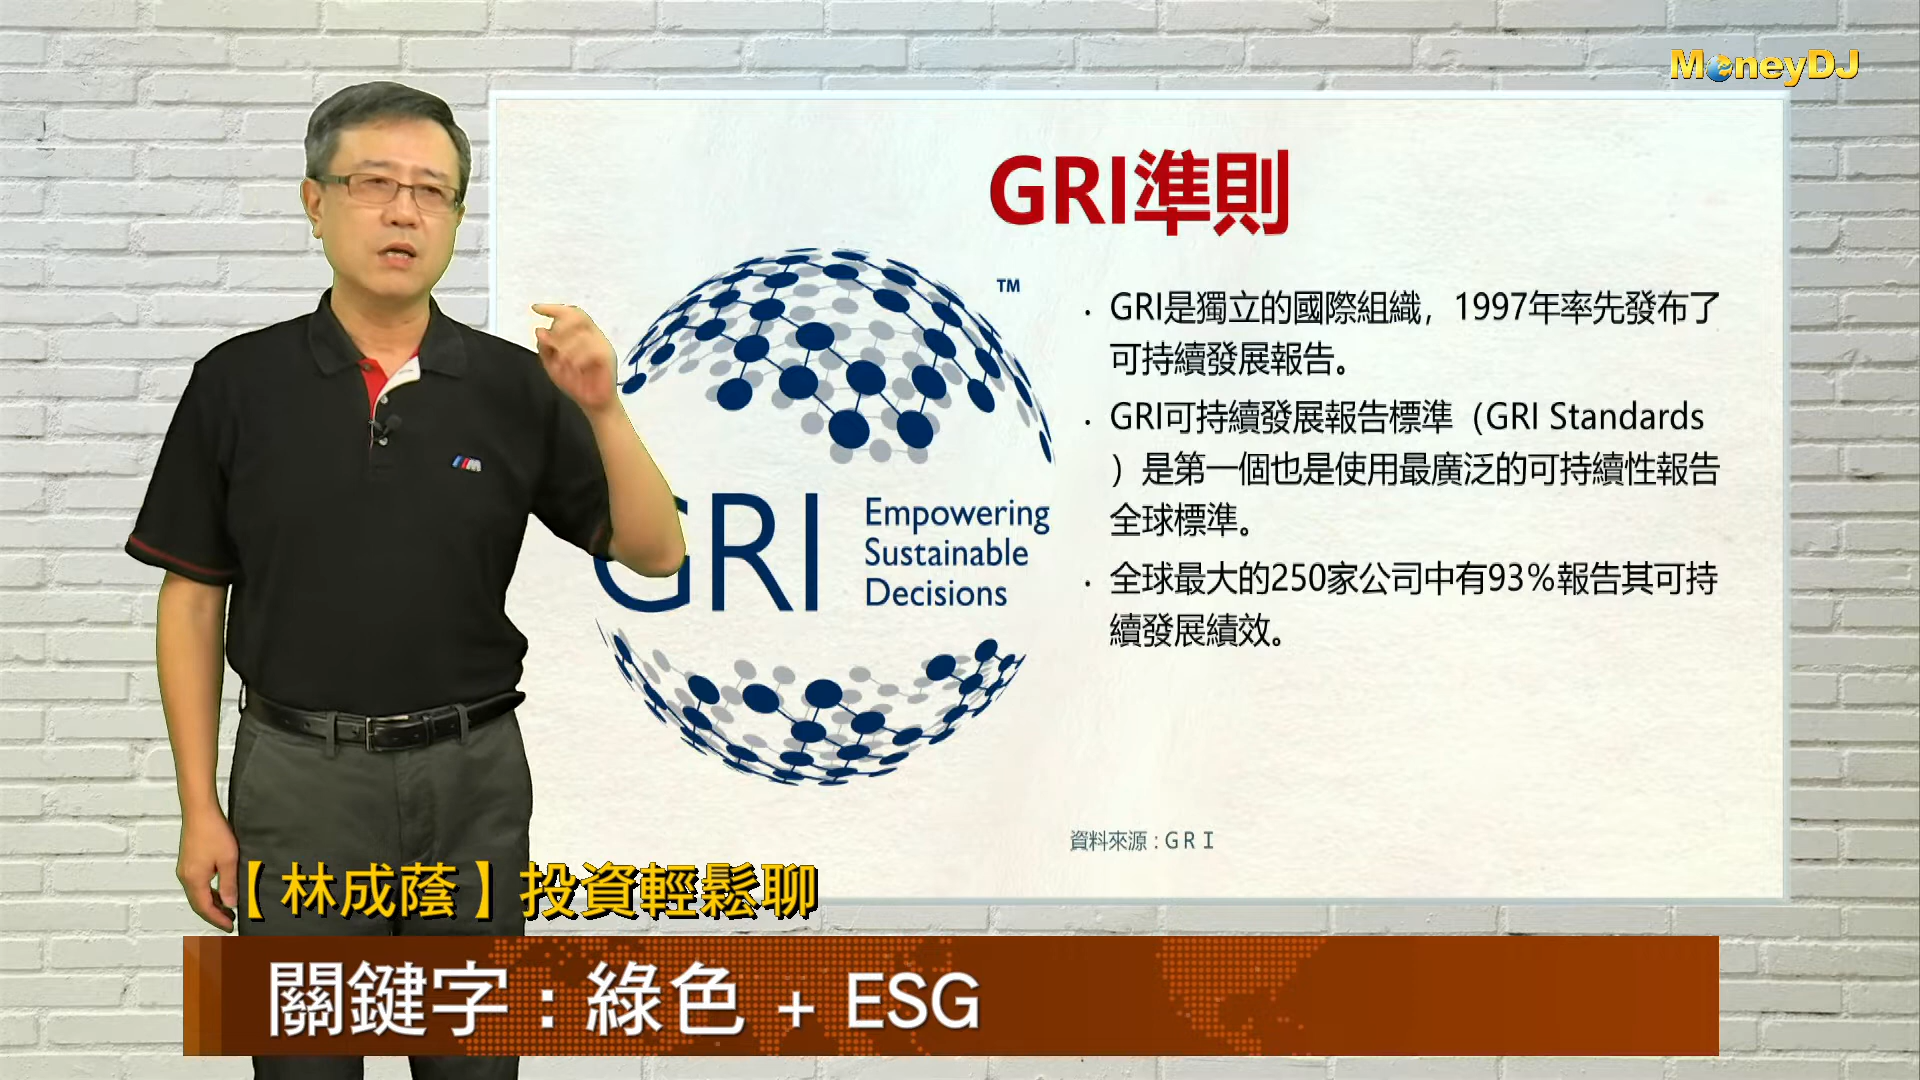 MoneyDJ
GRI準則
TM
· GRI是獨立的國際組織，1997年率先發布了
可持續發展報告。
· GRI可持續發展報告標準（GRI Standards
）是第一個也是使用最廣泛的可持續性報告
全球標準。
· 全球最大的250家公司中有93%報告其可持
續發展績效。
GRI
Empowering
Sustainable
Decisions
資料來源：GRI
【林成蔭】投資輕鬆聊
關鍵字：綠色 + ESG